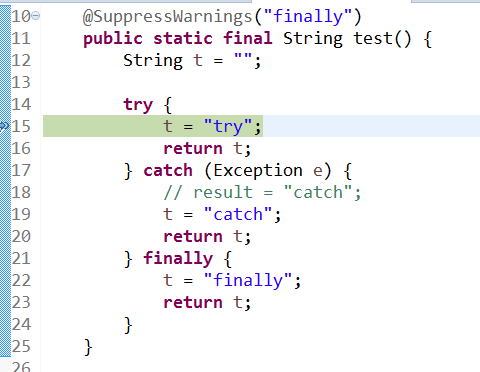 10 @SuppressWarnings("finally")
11 public static final String test() {
12 String t = "";
13
14 try {
15 t = "try";
16 return t;
17 } catch (Exception e) {
18 // result = "catch";
19 t = "catch";
20 return t;
21 } finally {
22 t = "finally";
23 return t;
24 }
25 }
26